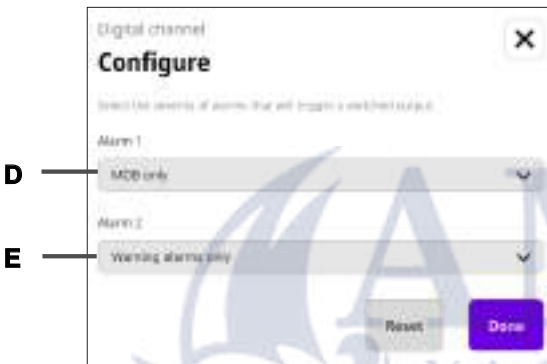 Digital channel
Configure
Select the severity of alarms that will trigger a switched output.
Alarm 1
D
MOB only
Alarm 2
E
Warning alarms only
Reset
Done